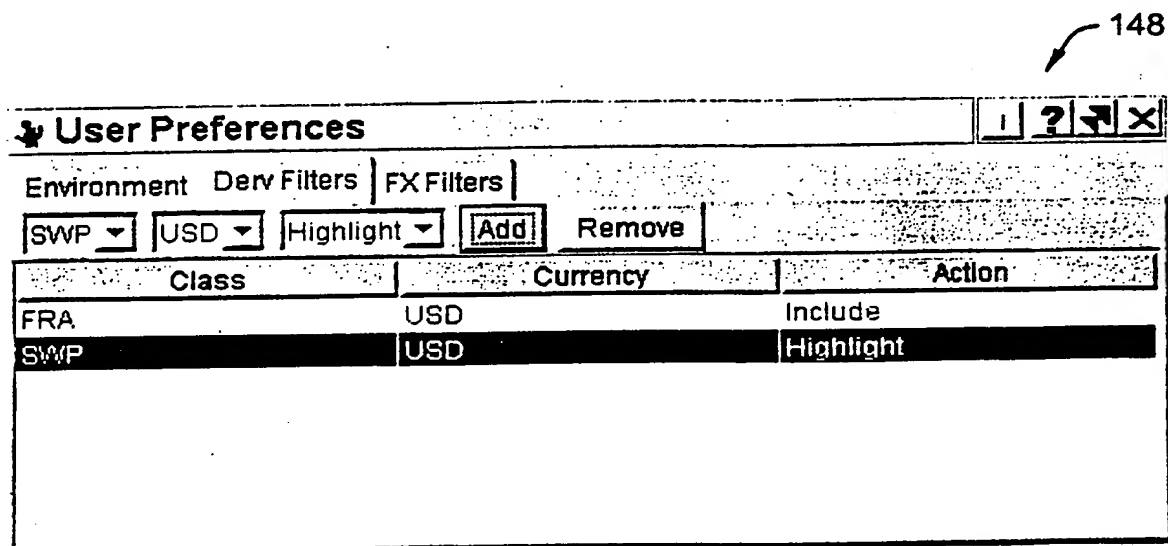 148
User Preferences ? X
Environment Derv Filters FX Filters
SWP USD Highlight Add Remove
Class Currency Action
FRA USD Include
SWP USD Highlight